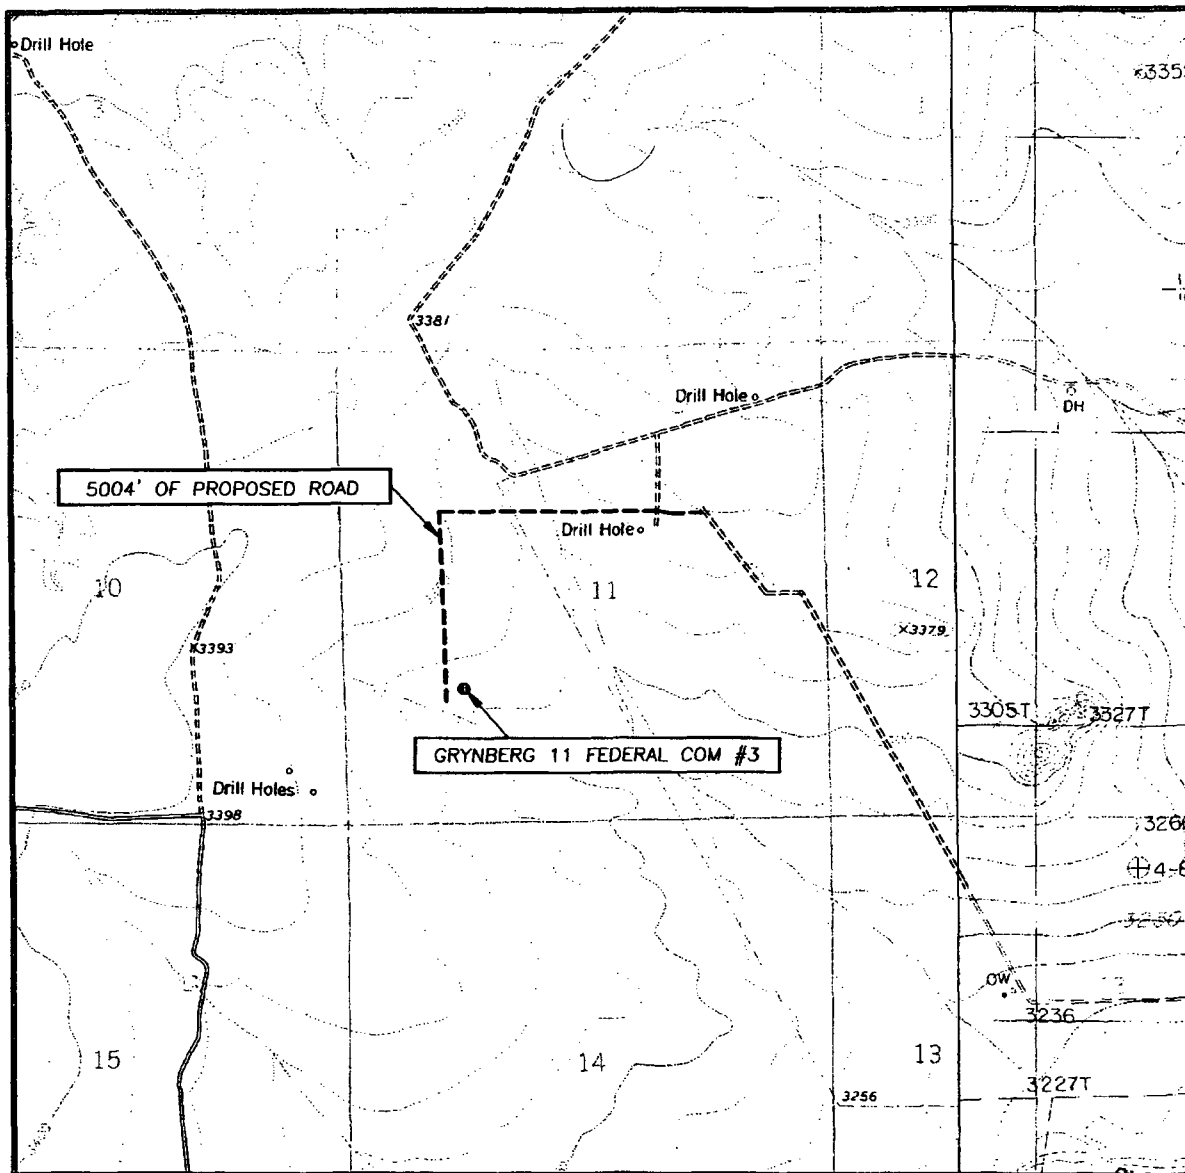 Drill Hole
3
3381
Drill Hole
DH
5004' OF PROPOSED ROAD
Drill Hole
10
11
12
×3379
×3393
3305T
3327T
GRYNBERG 11 FEDERAL COM #3
Drill Holes
3398
OW
3236
15
14
13
3227T
3256